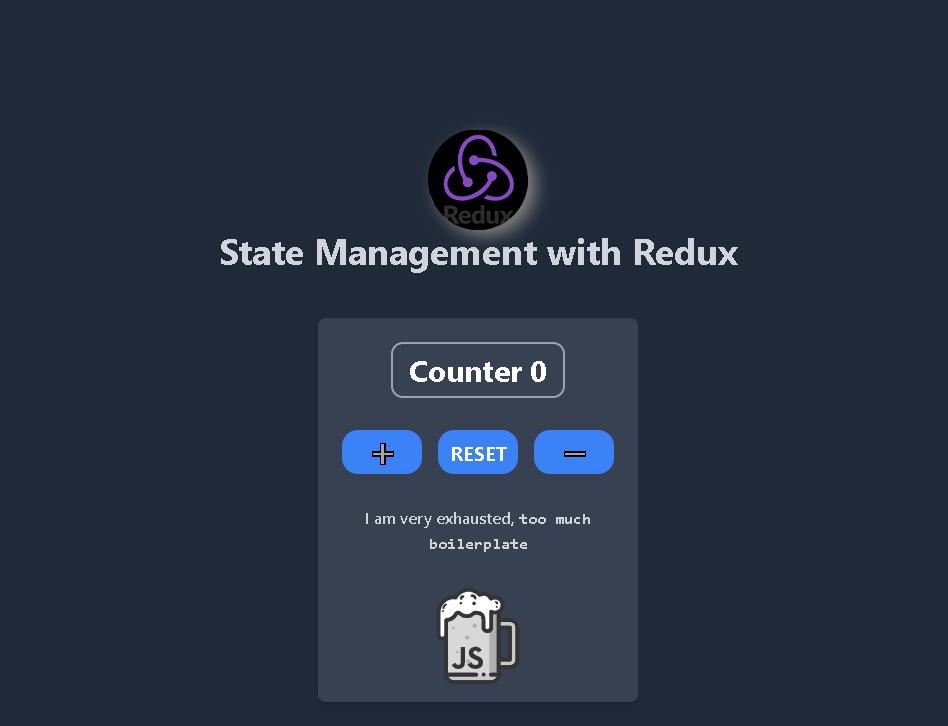 Redux
State Management with Redux
Counter 0
+
RESET
−
I am very exhausted, too much
boilerplate
JS